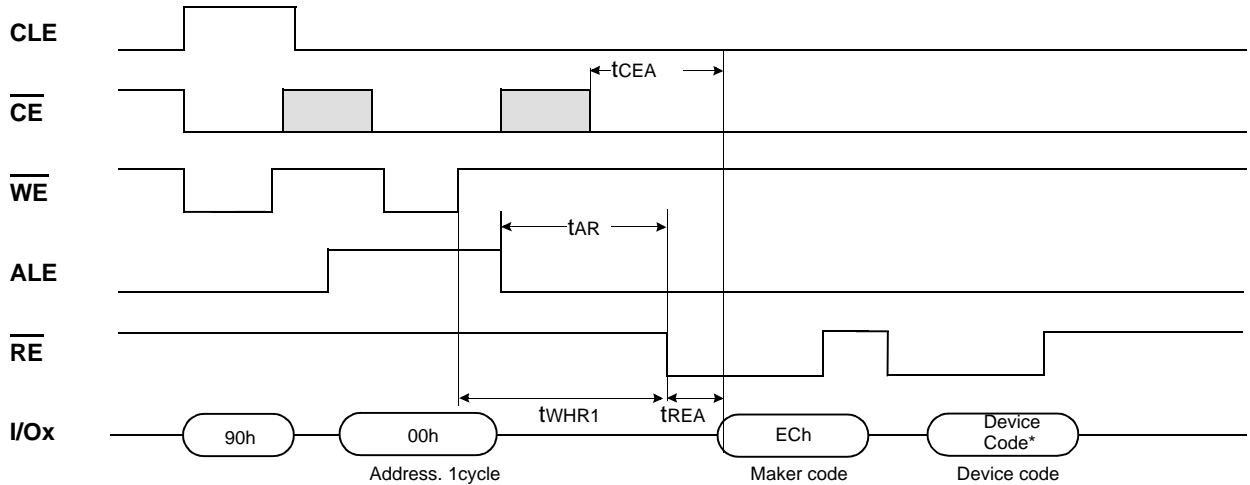 CLE
tCEA
CE
WE
tAR
ALE
RE
tWHR1
tREA
I/Ox
90h
00h
ECh
Device
Code*
Address. 1cycle
Maker code
Device code